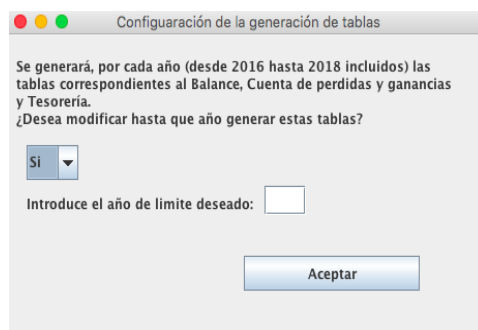 Configuaración de la generación de tablas
Se generará, por cada año (desde 2016 hasta 2018 incluidos) las
tablas correspondientes al Balance, Cuenta de perdidas y ganancias
y Tesorería.
¿Desea modificar hasta que año generar estas tablas?
Si
Introduce el año de limite deseado:
Aceptar